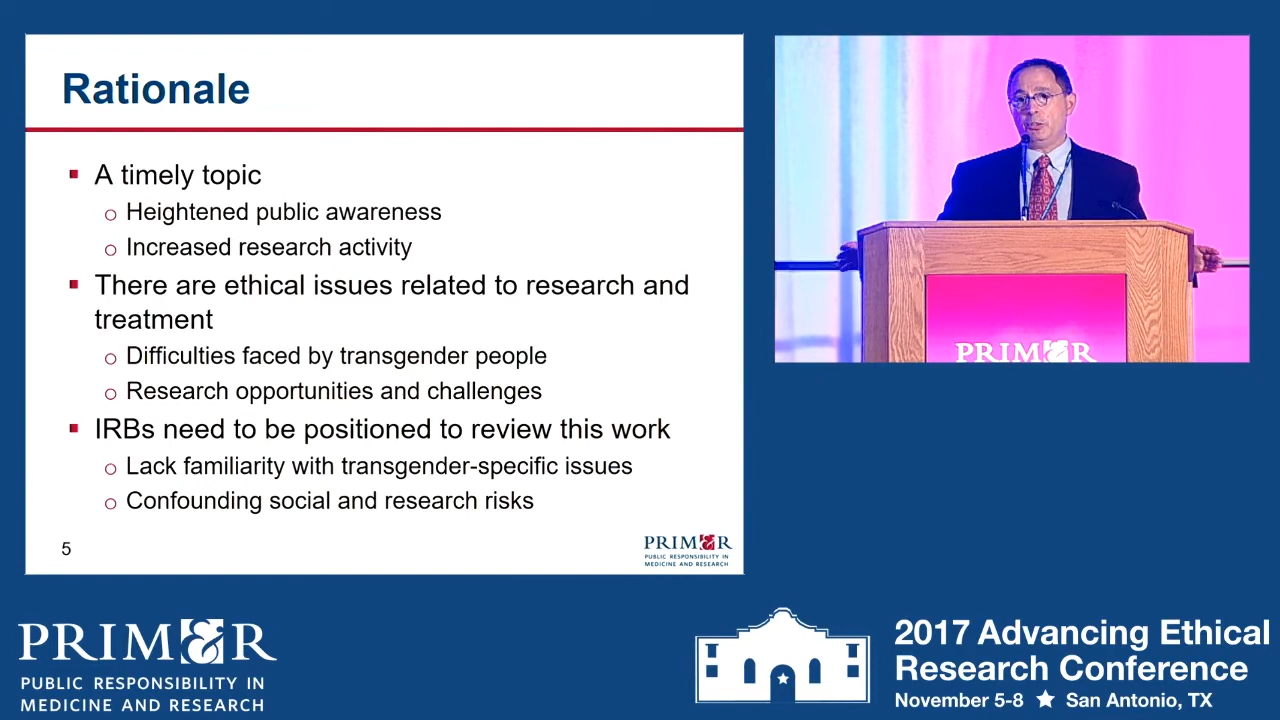 Rationale
A timely topic
Heightened public awareness
Increased research activity
There are ethical issues related to research and
treatment
Difficulties faced by transgender people
Research opportunities and challenges
IRBs need to be positioned to review this work
Lack familiarity with transgender-specific issues
Confounding social and research risks
5
PRIM&R
PUBLIC RESPONSIBILITY IN
MEDICINE AND RESEARCH
PRIM&R
PRIM&R
PUBLIC RESPONSIBILITY IN
MEDICINE AND RESEARCH
2017 Advancing Ethical
Research Conference
November 5-8 ★ San Antonio, TX